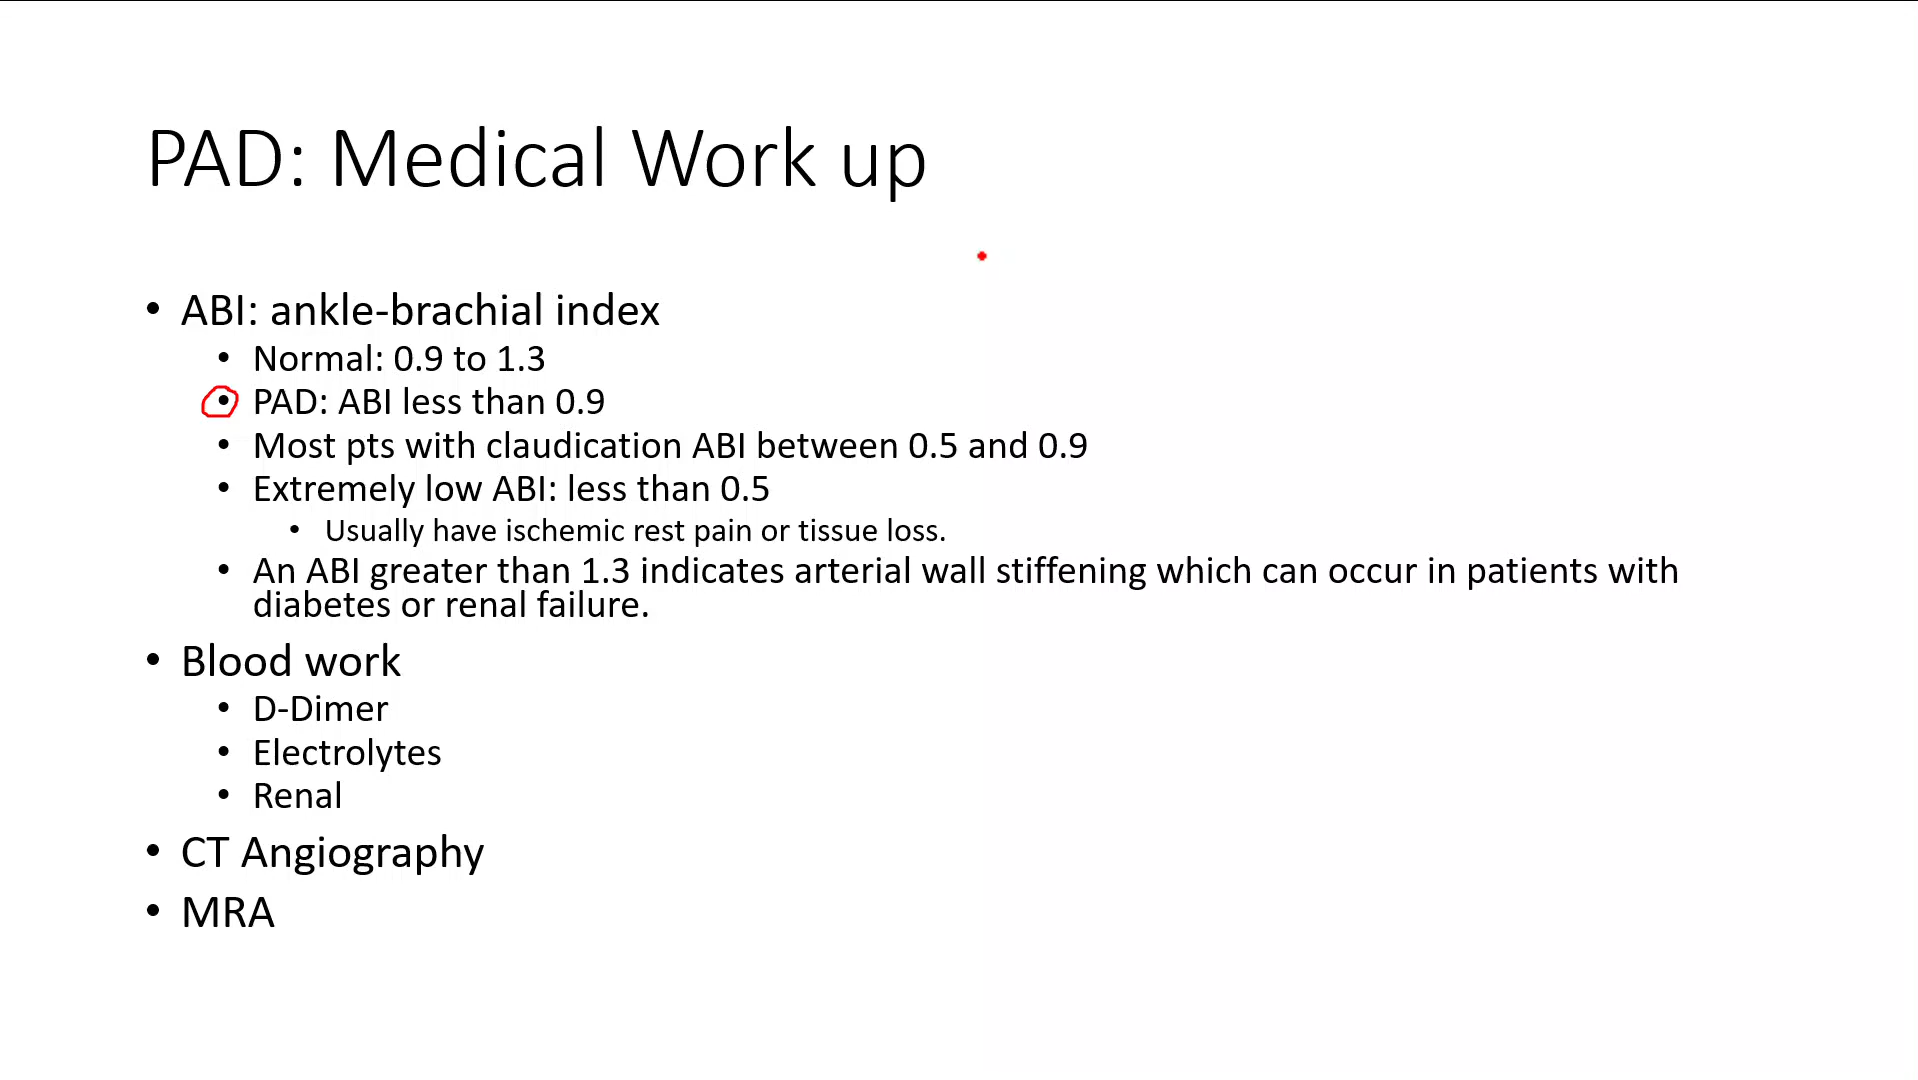 PAD: Medical Work up
• ABI: ankle-brachial index
• Normal: 0.9 to 1.3
• PAD: ABI less than 0.9
• Most pts with claudication ABI between 0.5 and 0.9
• Extremely low ABI: less than 0.5
• Usually have ischemic rest pain or tissue loss.
• An ABI greater than 1.3 indicates arterial wall stiffening which can occur in patients with
diabetes or renal failure.
• Blood work
• D-Dimer
• Electrolytes
• Renal
• CT Angiography
• MRA